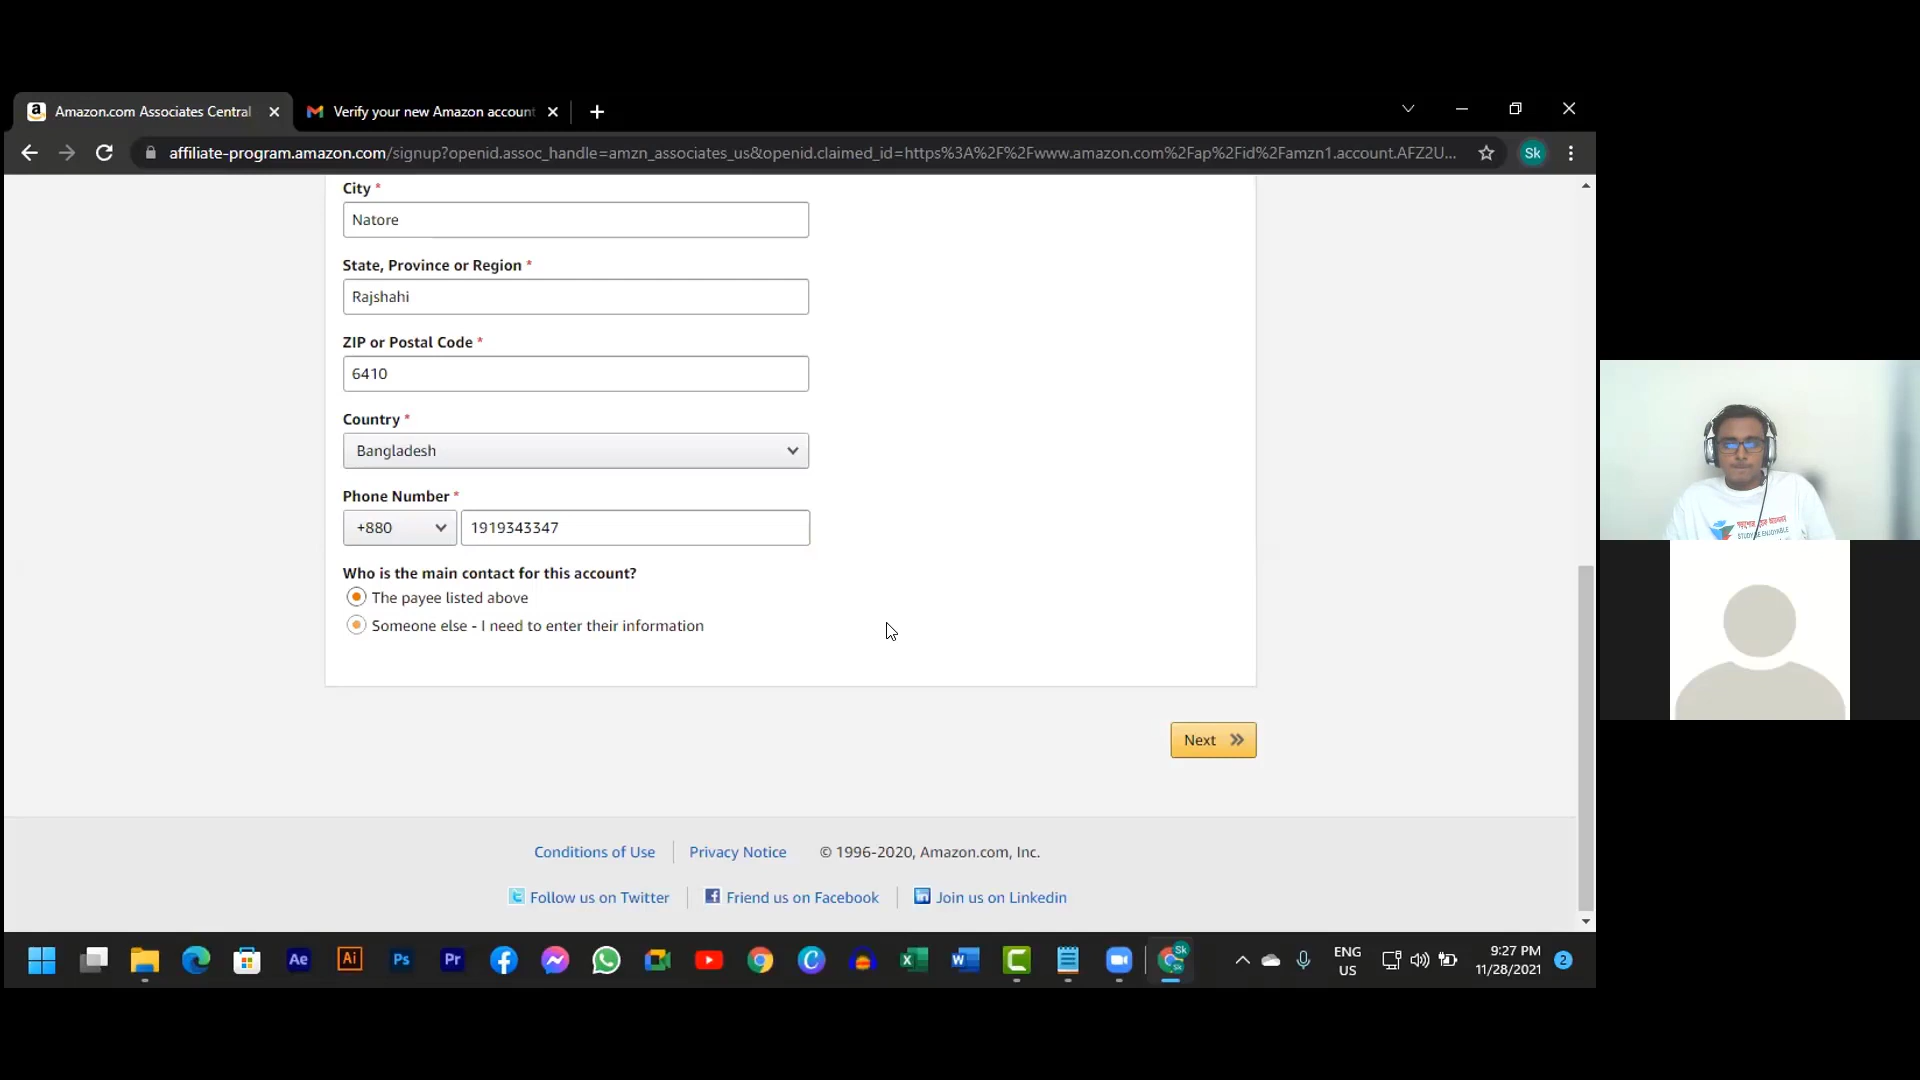 Amazon.com Associates Central
Verify your new Amazon account
affiliate-program.amazon.com/signup?openid.assoc_handle=amzn_associates_us&openid.claimed_id=https%3A%2F%2Fwww.amazon.com%2Fap%2Fid%2Famzn1.account.AFZ2U...
Sk
City *
Natore
State, Province or Region *
Rajshahi
ZIP or Postal Code *
6410
Country *
Bangladesh
Phone Number *
+880
1919343347
Who is the main contact for this account?
The payee listed above
Someone else - I need to enter their information
Next
Conditions of Use
Privacy Notice
© 1996-2020, Amazon.com, Inc.
Follow us on Twitter
Friend us on Facebook
Join us on Linkedin
Ae
Ai
Ps
Pr
ENG
US
9:27 PM
11/28/2021
2